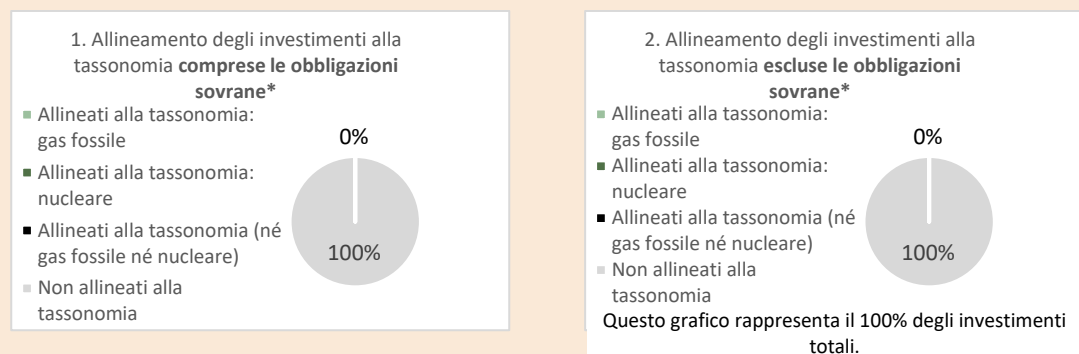 1. Allineamento degli investimenti alla
tassonomia comprese le obbligazioni
sovrane*
Allineati alla tassonomia:
gas fossile
Allineati alla tassonomia:
nucleare
Allineati alla tassonomia (né
gas fossile né nucleare)
Non allineati alla
tassonomia
0%
100%
2. Allineamento degli investimenti alla
tassonomia escluse le obbligazioni
sovrane*
Allineati alla tassonomia:
gas fossile
Allineati alla tassonomia:
nucleare
Allineati alla tassonomia (né
gas fossile né nucleare)
Non allineati alla
tassonomia
0%
100%
Questo grafico rappresenta il 100% degli investimenti
totali.